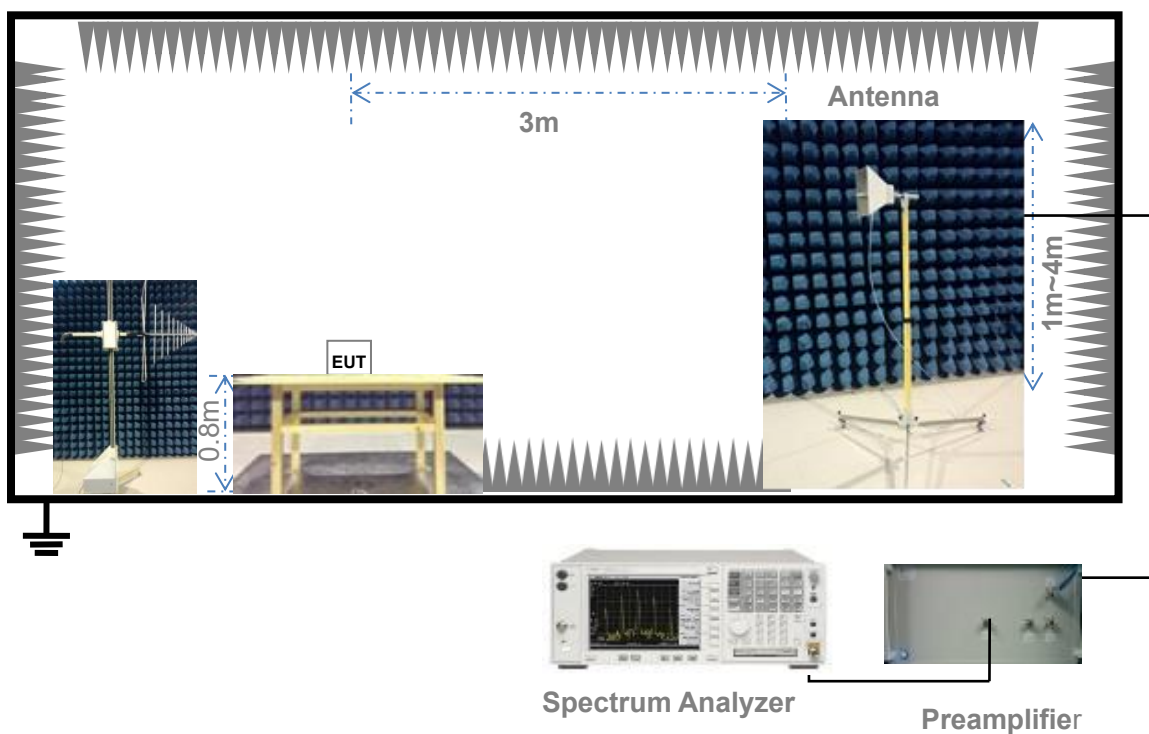 Antenna
3m
1m~4m
EUT
0.8m
Spectrum Analyzer
Preamplifier